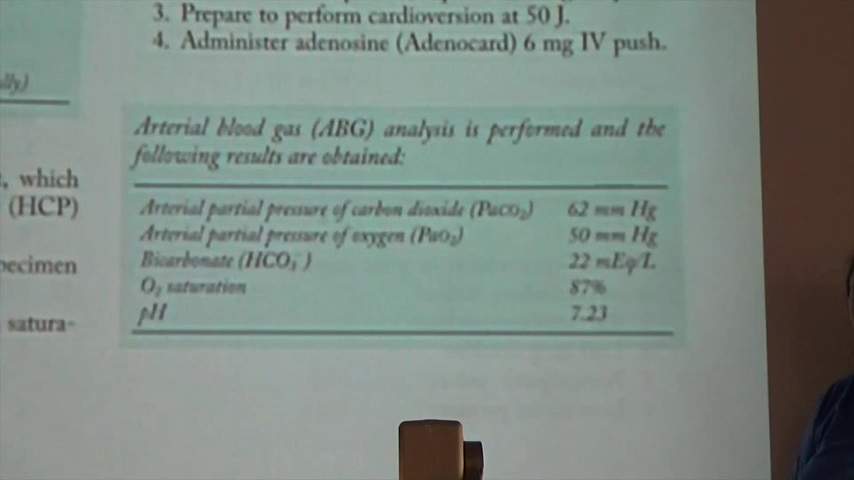 3. Prepare to perform cardioversion at 50 J.
4. Administer adenosine (Adenocard) 6 mg IV push.
Arterial blood gas (ABG) analysis is performed and the
following results are obtained:
Arterial partial pressure of carbon dioxide (PaCO₂) 62 mm Hg
Arterial partial pressure of oxygen (PaO₂) 50 mm Hg
Bicarbonate (HCO₃⁻) 22 mEq/L
O₂ saturation 87%
pH 7.23
, which
(HCP)
pecimen
satura-